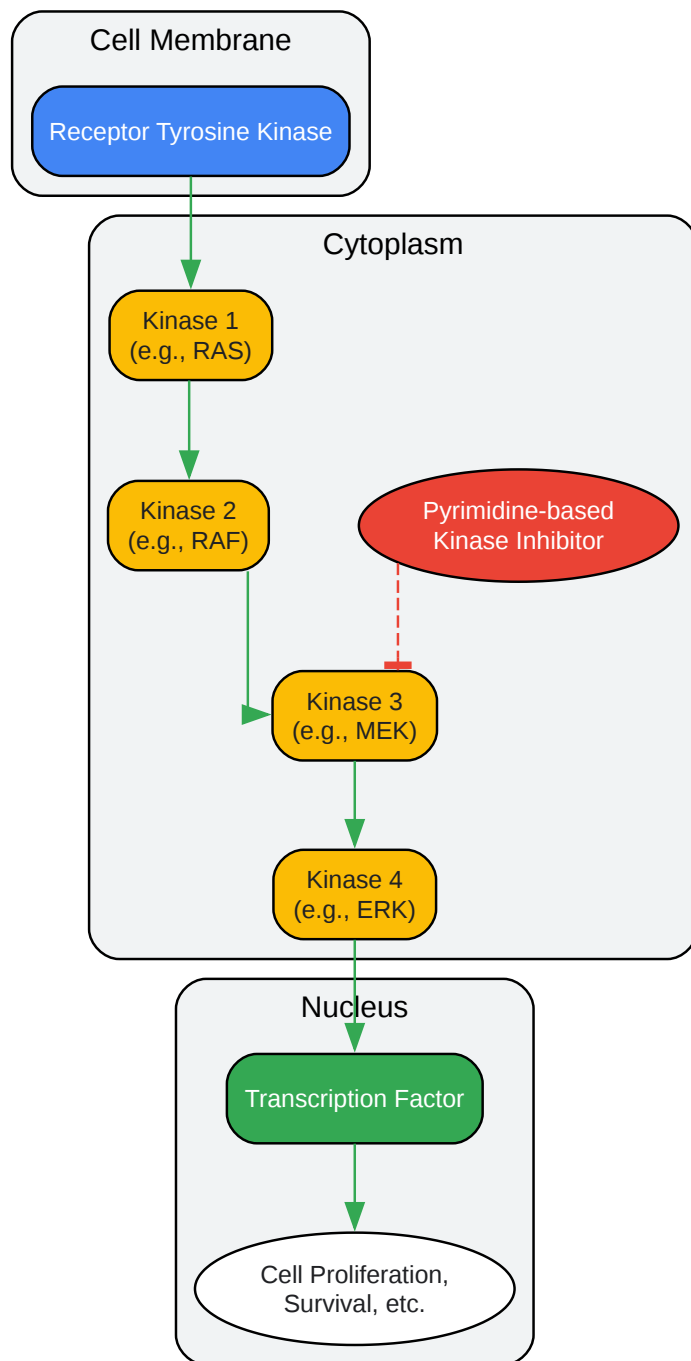 Cell Membrane
Receptor Tyrosine Kinase
Cytoplasm
Kinase 1
(e.g., RAS)
Kinase 2
(e.g., RAF)
Pyrimidine-based
Kinase Inhibitor
Kinase 3
(e.g., MEK)
Kinase 4
(e.g., ERK)
Nucleus
Transcription Factor
Cell Proliferation,
Survival, etc.